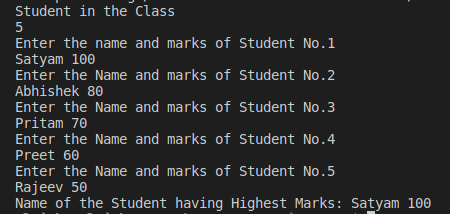 Student in the Class
5
Enter the name and marks of Student No.1
Satyam 100
Enter the Name and marks of Student No.2
Abhishek 80
Enter the Name and marks of Student No.3
Pritam 70
Enter the Name and marks of Student No.4
Preet 60
Enter the Name and marks of Student No.5
Rajeev 50
Name of the Student having Highest Marks: Satyam 100